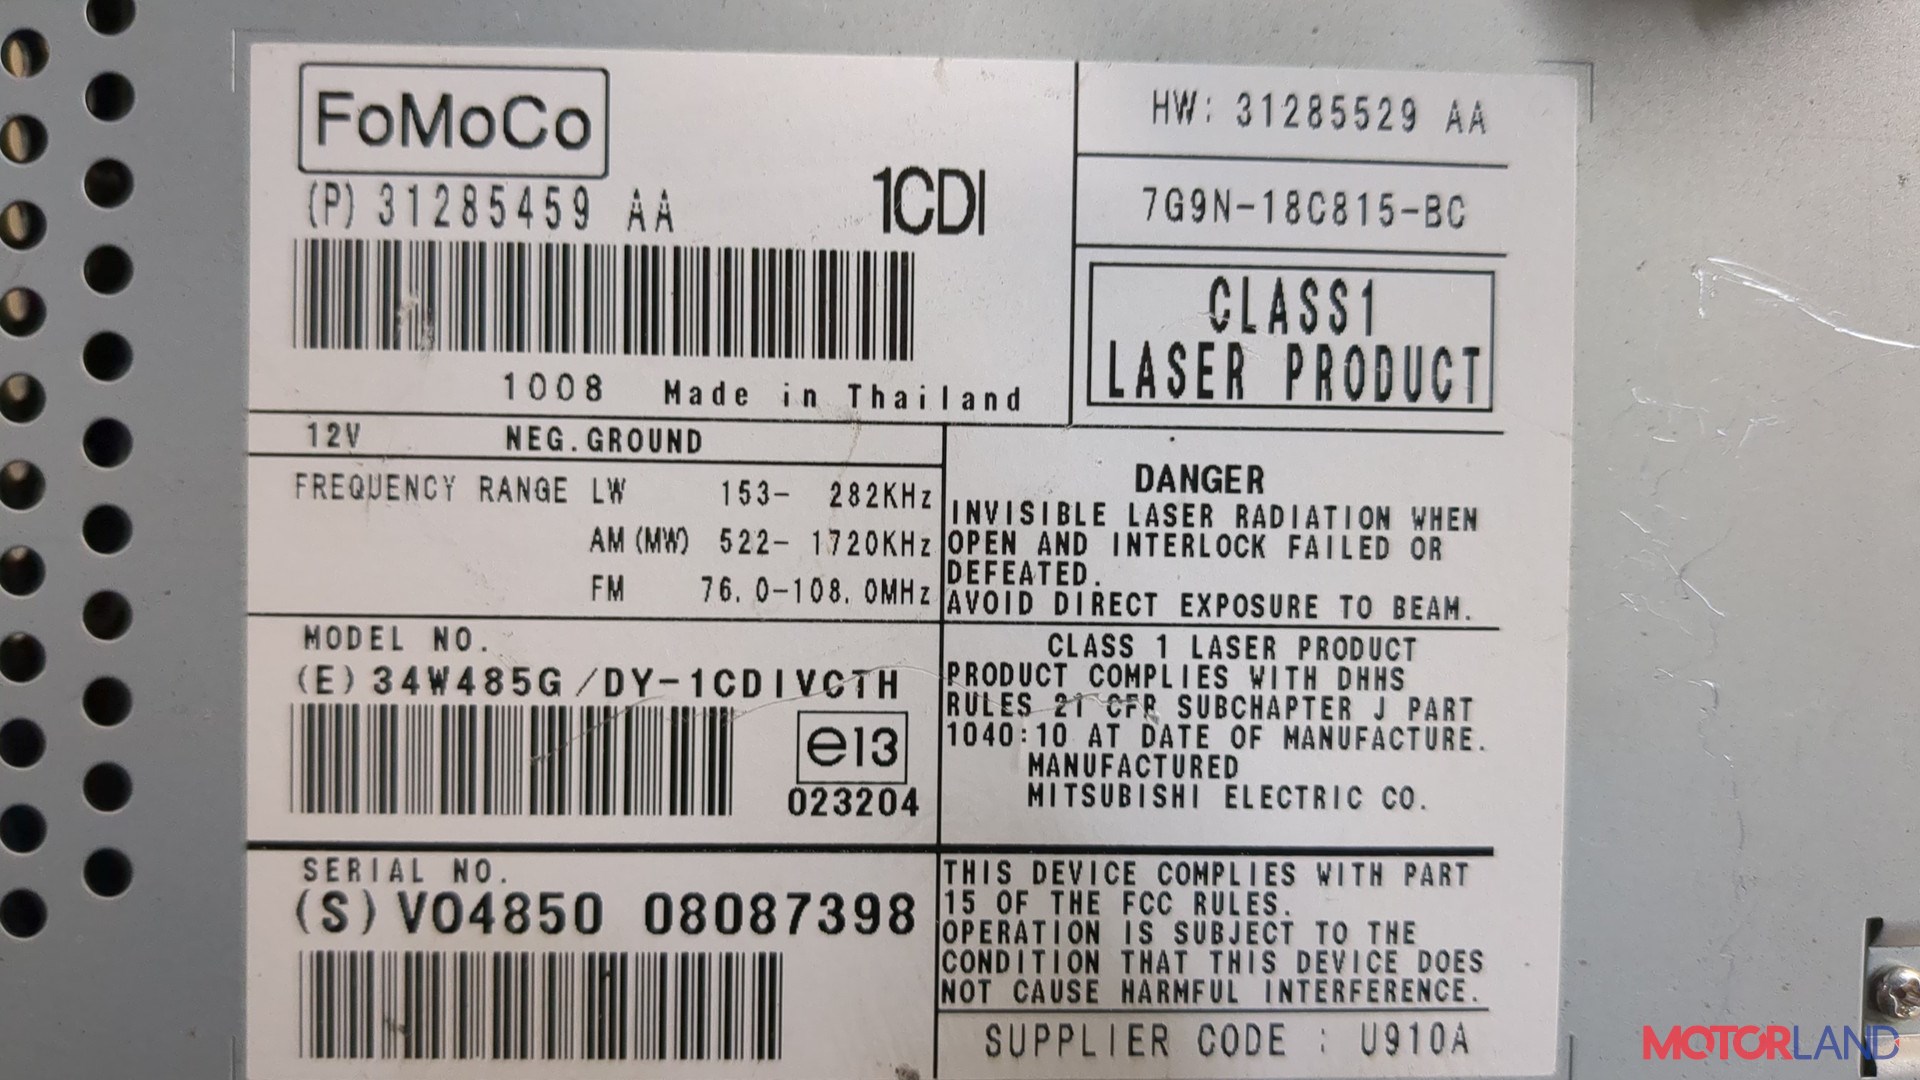 FoMoCo
(P) 31285459 AA
1CDI
1008 Made in Thailand
HW: 31285529 AA
7G9N-18C815-BC
CLASS1
LASER PRODUCT
12V NEG.GROUND
FREQUENCY RANGE LW 153- 282KHz
AM (MW) 522- 1720KHz
FM 76.0-108.0MHz
DANGER
INVISIBLE LASER RADIATION WHEN
OPEN AND INTERLOCK FAILED OR
DEFEATED.
AVOID DIRECT EXPOSURE TO BEAM.
MODEL NO.
(E) 34W485G/DY-1CDIVCTH
e13
023204
CLASS 1 LASER PRODUCT
PRODUCT COMPLIES WITH DHHS
RULES 21 CFR SUBCHAPTER J PART
1040:10 AT DATE OF MANUFACTURE.
MANUFACTURED
MITSUBISHI ELECTRIC CO.
SERIAL NO.
(S) V04850 08087398
THIS DEVICE COMPLIES WITH PART
15 OF THE FCC RULES.
OPERATION IS SUBJECT TO THE
CONDITION THAT THIS DEVICE DOES
NOT CAUSE HARMFUL INTERFERENCE.
SUPPLIER CODE : U910A
MOTORLAND